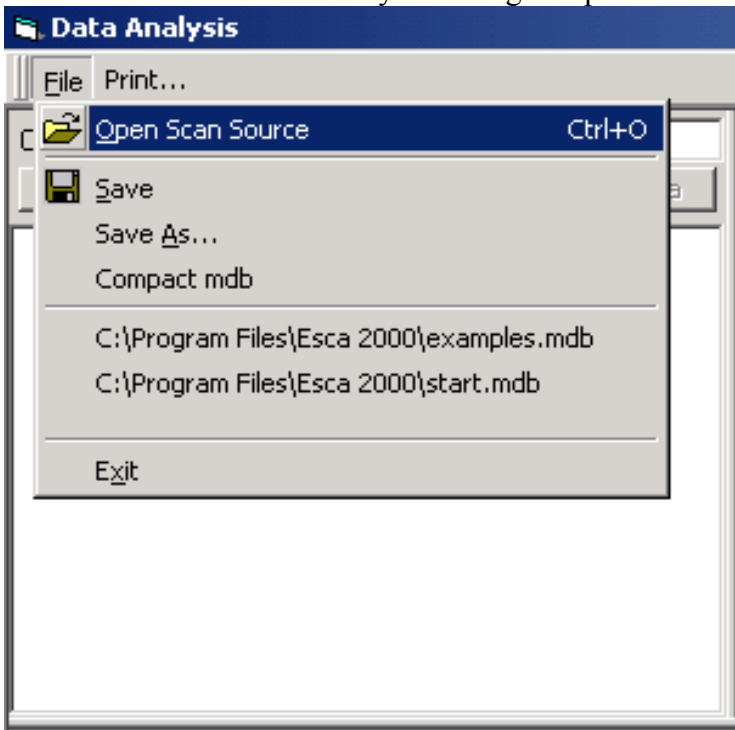 Data Analysis
File Print...
Open Scan Source Ctrl+O
Save
Save As...
Compact mdb
C:\Program Files\Esca 2000\examples.mdb
C:\Program Files\Esca 2000\start.mdb
Exit